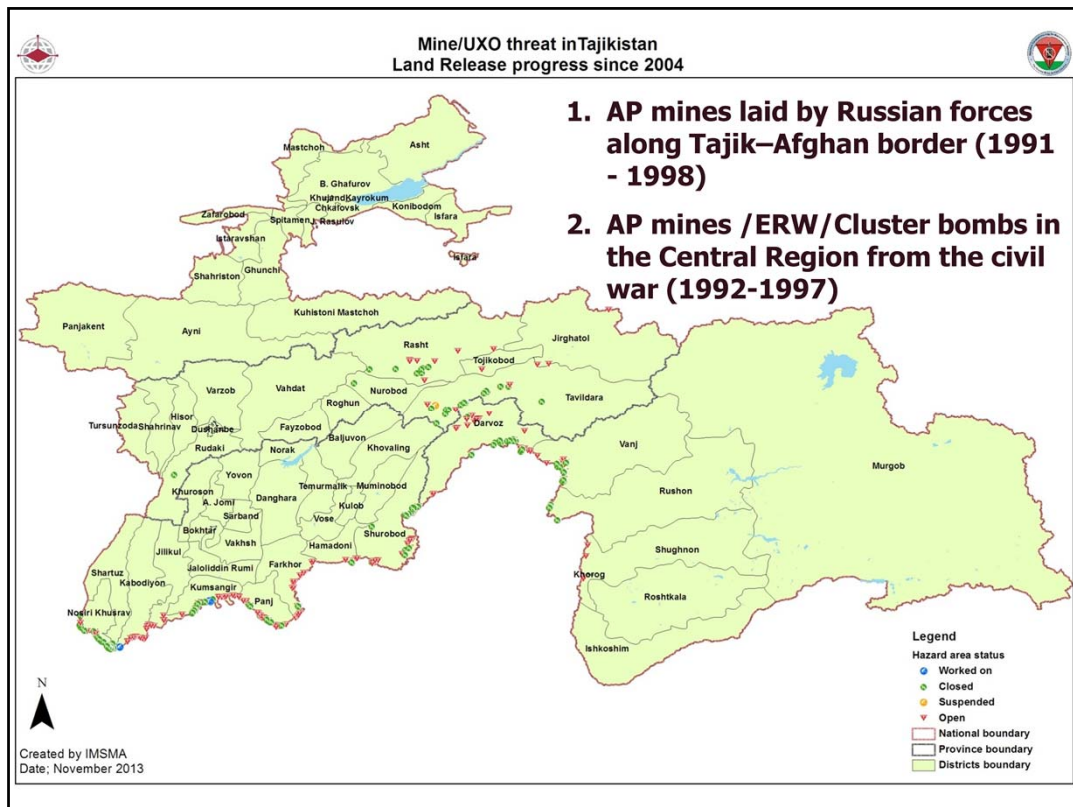 Mine/UXO threat inTajikistan
Land Release progress since 2004
1. AP mines laid by Russian forces
along Tajik–Afghan border (1991
- 1998)
2. AP mines /ERW/Cluster bombs in
the Central Region from the civil
war (1992-1997)
Asht
Mastchoh
B. Ghafurov
Khujand
Kayrokum
Chkalovsk
Konibodom
Isfara
Zafarobod
Spitamen
J. Rasulov
Istaravshan
Isfara
Ghunchi
Shahriston
Kuhistoni Mastchoh
Panjakent
Ayni
Jirghatol
Rasht
Tojikobod
Varzob
Vahdat
Nurobod
Tavildara
Roghun
Hisor
Darvoz
Tursunzoda
Shahrinav
Dushanbe
Fayzobod
Baljuvon
Rudaki
Norak
Khovaling
Vanj
Murgob
Yovon
Temurmalik
Muminobod
Khuroson
Danghara
Rushon
A. Jomi
Kulob
Sarband
Vose
Shurobod
Bokhtar
Vakhsh
Hamadoni
Jilikul
Shughnon
Jaloliddin Rumi
Farkhor
Shartuz
Kabodiyon
Khorog
Kumsangir
Panj
Roshtkala
Nosiri Khusrav
Ishkoshim
Legend
Hazard area status
Worked on
Closed
Suspended
Open
National boundary
Province boundary
Districts boundary
N
Created by IMSMA
Date; November 2013